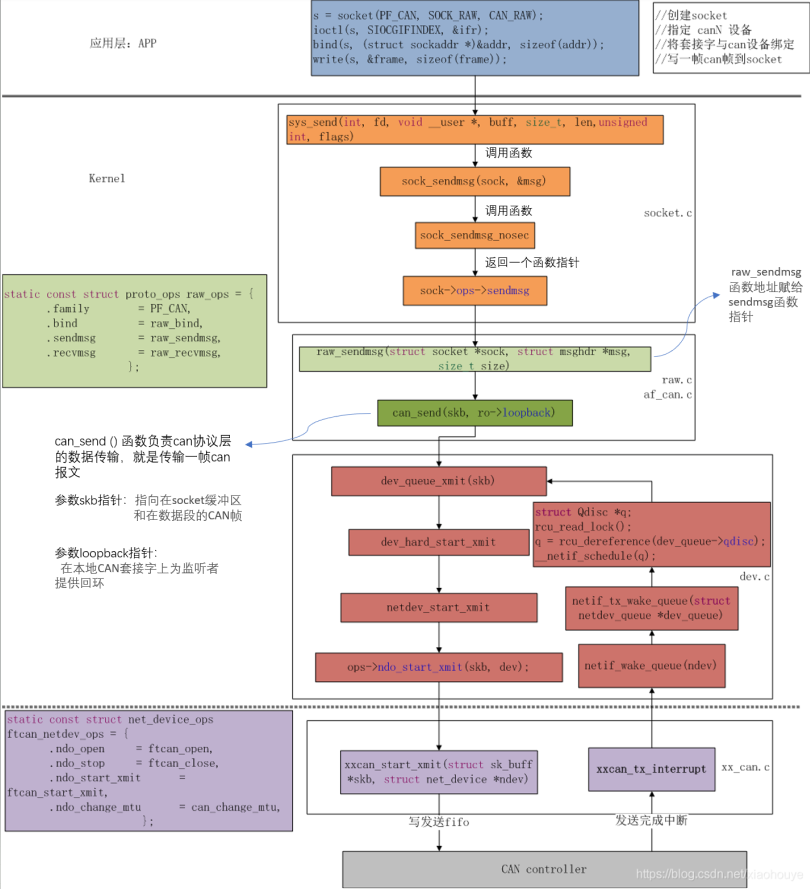 应用层：APP
s = socket(PF_CAN, SOCK_RAW, CAN_RAW);
ioctl(s, SIOCGIFINDEX, &ifr);
bind(s, (struct sockaddr *)&addr, sizeof(addr));
write(s, &frame, sizeof(frame));
//创建socket
//指定 canN 设备
//将套接字与can设备绑定
//写一帧can帧到socket
Kernel
sys_send(int, fd, void __user *, buff, size_t, len,unsigned
int, flags)
调用函数
sock_sendmsg(sock, &msg)
调用函数
sock_sendmsg_nosec
返回一个函数指针
sock->ops->sendmsg
socket.c
static const struct proto_ops raw_ops = {
.family = PF_CAN,
.bind = raw_bind,
.sendmsg = raw_sendmsg,
.recvmsg = raw_recvmsg,
};
raw_sendmsg
函数地址赋给
sendmsg函数
指针
raw_sendmsg(struct socket *sock, struct msghdr *msg,
size_t size)
raw.c
af_can.c
can_send(skb, ro->loopback)
can_send () 函数负责can协议层
的数据传输，就是传输一帧can
报文
参数skb指针：指向在socket缓冲区
和在数据段的CAN帧
参数loopback指针：
在本地CAN套接字上为监听者
提供回环
dev_queue_xmit(skb)
dev_hard_start_xmit
netdev_start_xmit
ops->ndo_start_xmit(skb, dev);
struct Qdisc *q;
rcu_read_lock();
q = rcu_dereference(dev_queue->qdisc);
__netif_schedule(q);
dev.c
netif_tx_wake_queue(struct
netdev_queue *dev_queue)
netif_wake_queue(ndev)
static const struct net_device_ops
ftcan_netdev_ops = {
.ndo_open = ftcan_open,
.ndo_stop = ftcan_close,
.ndo_start_xmit =
ftcan_start_xmit,
.ndo_change_mtu = can_change_mtu,
};
xxcan_start_xmit(struct sk_buff
*skb, struct net_device *ndev)
xxcan_tx_interrupt
xx_can.c
写发送fifo
发送完成中断
CAN controller